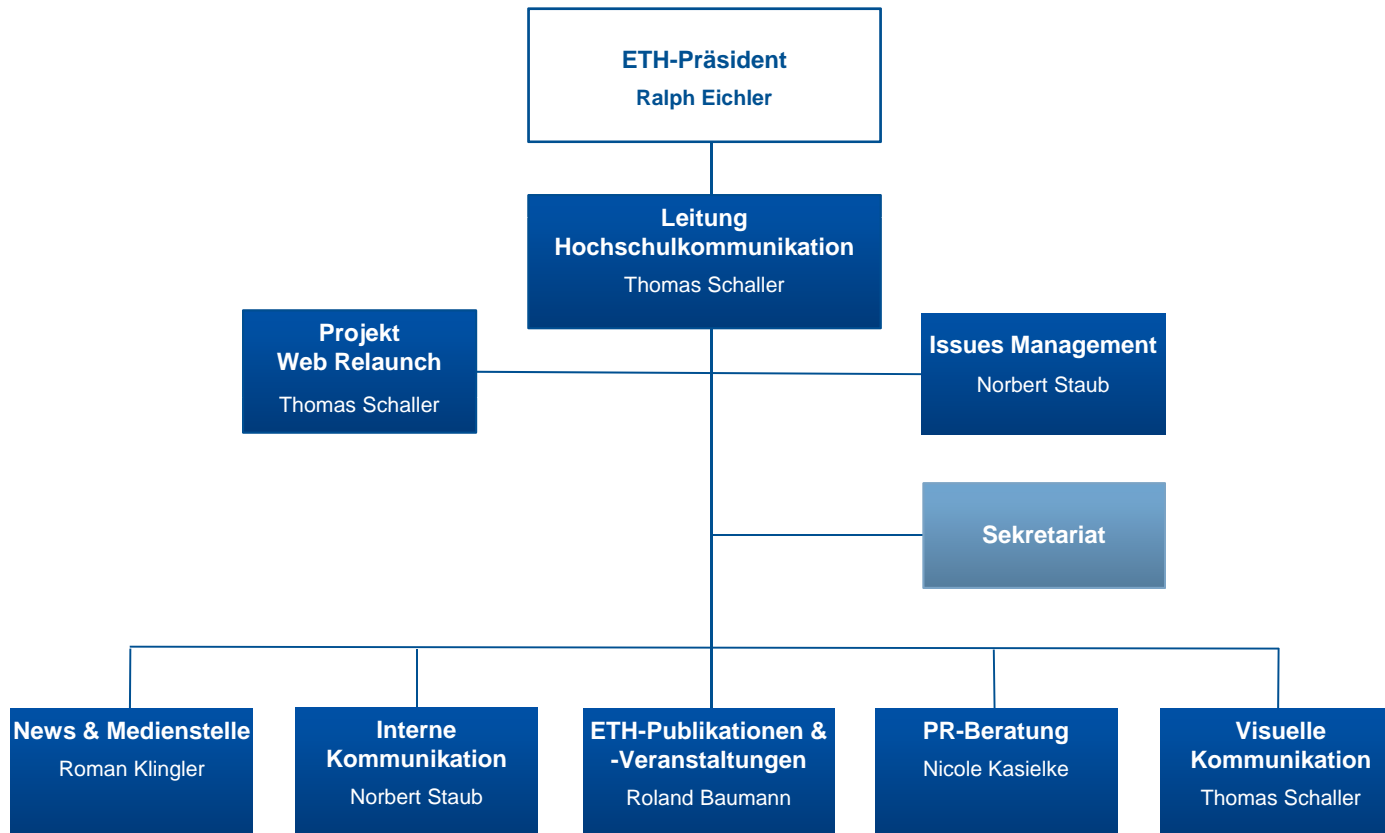 ETH-Präsident
Ralph Eichler
Leitung
Hochschulkommunikation
Thomas Schaller
Projekt
Web Relaunch
Thomas Schaller
Issues Management
Norbert Staub
Sekretariat
News & Medienstelle
Roman Klingler
Interne
Kommunikation
Norbert Staub
ETH-Publikationen &
-Veranstaltungen
Roland Baumann
PR-Beratung
Nicole Kasielke
Visuelle
Kommunikation
Thomas Schaller